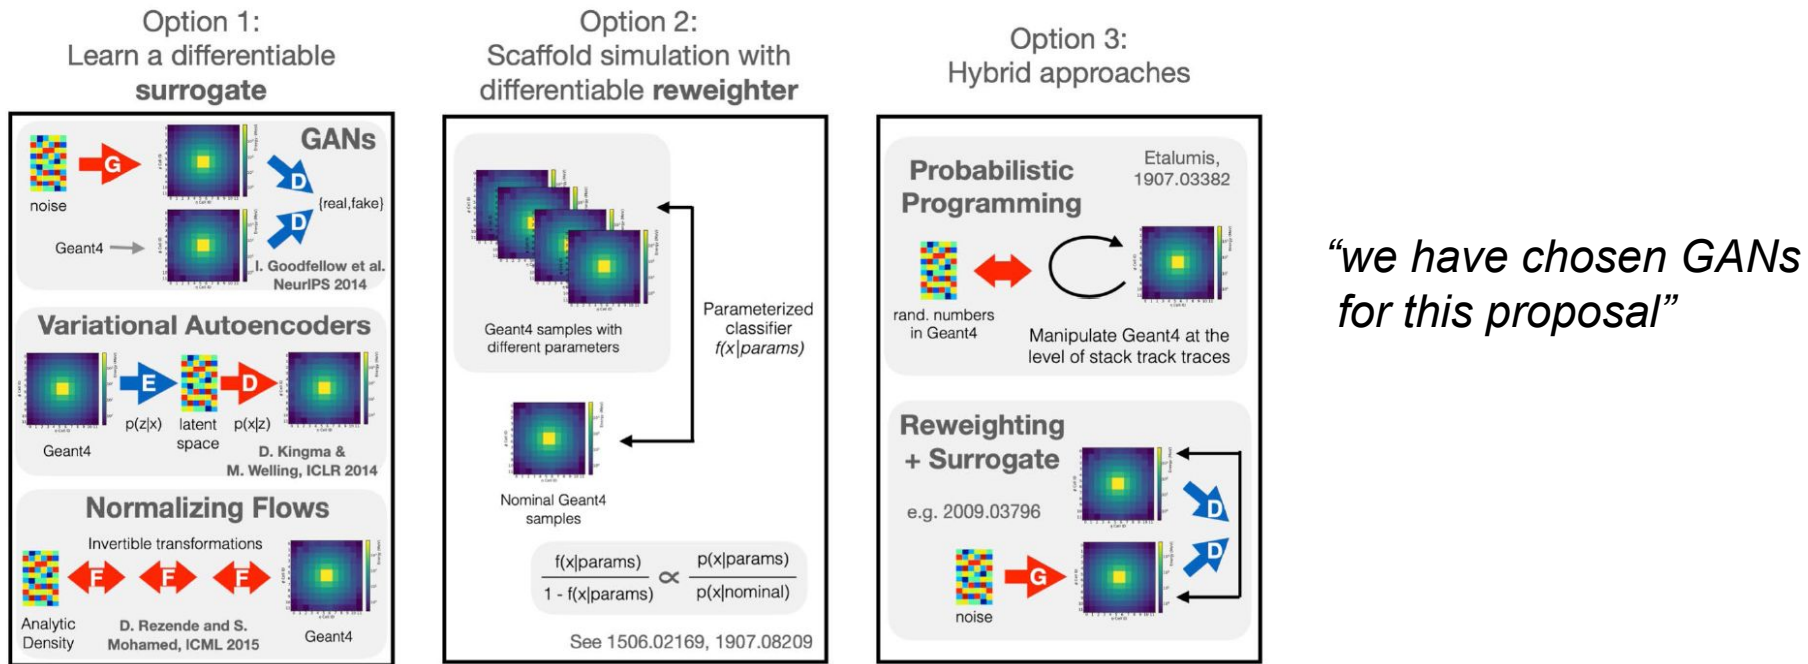 Option 1:
Learn a differentiable
surrogate
GANs
G
D
D
noise
{real,fake}
Geant4
I. Goodfellow et al.
NeurIPS 2014
Variational Autoencoders
E
D
p(z|x)
latent
space
p(x|z)
Geant4
D. Kingma &
M. Welling, ICLR 2014
Normalizing Flows
Invertible transformations
F
F
F
Analytic
Density
D. Rezende and S.
Mohamed, ICML 2015
Geant4
Option 2:
Scaffold simulation with
differentiable reweighter
Geant4 samples with
different parameters
Parameterized
classifier
f(x|params)
Nominal Geant4
samples
f(x|params)
1 - f(x|params)
∝
p(x|params)
p(x|nominal)
See 1506.02169, 1907.08209
Option 3:
Hybrid approaches
Probabilistic
Programming
Etalumis,
1907.03382
rand. numbers
in Geant4
Manipulate Geant4 at the
level of stack track traces
Reweighting
+ Surrogate
e.g. 2009.03796
D
D
G
noise
“we have chosen GANs
for this proposal”